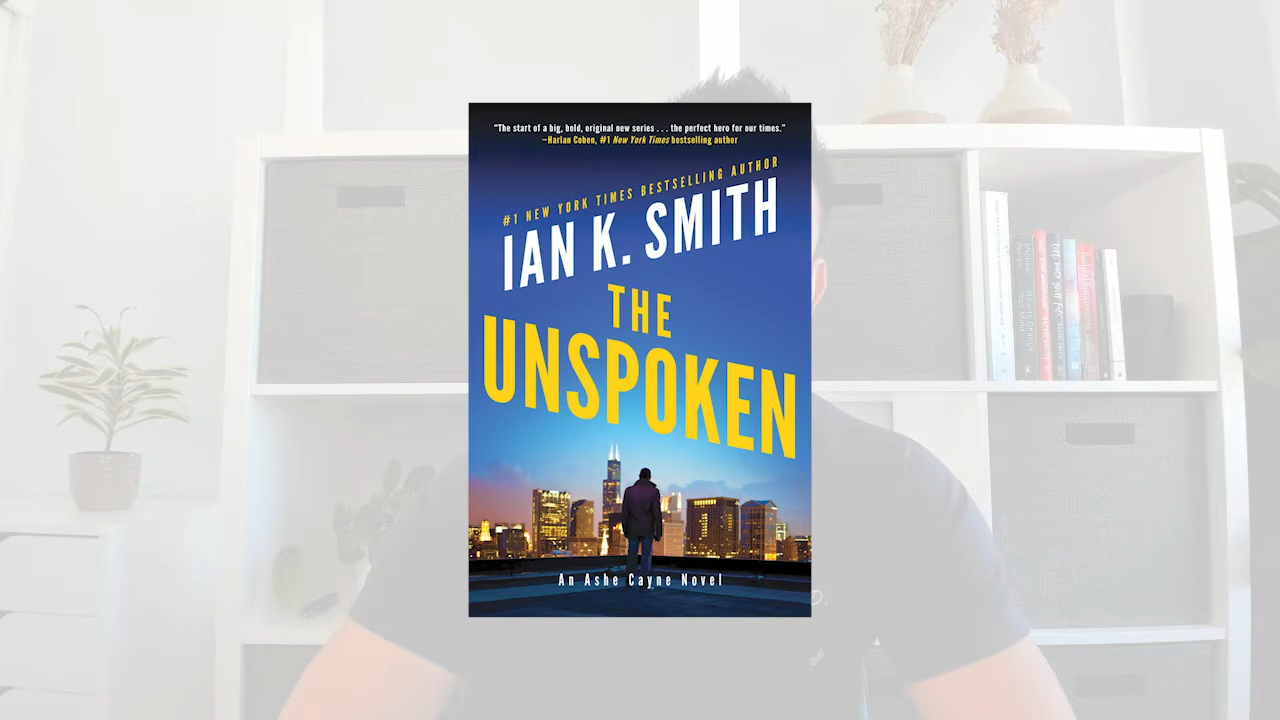 "The start of a big, bold, original new series . . . the perfect hero for our times."
—Harlan Coben, #1 New York Times bestselling author
#1 NEW YORK TIMES BESTSELLING AUTHOR
IAN K. SMITH
THE
UNSPOKEN
An Ashe Cayne Novel